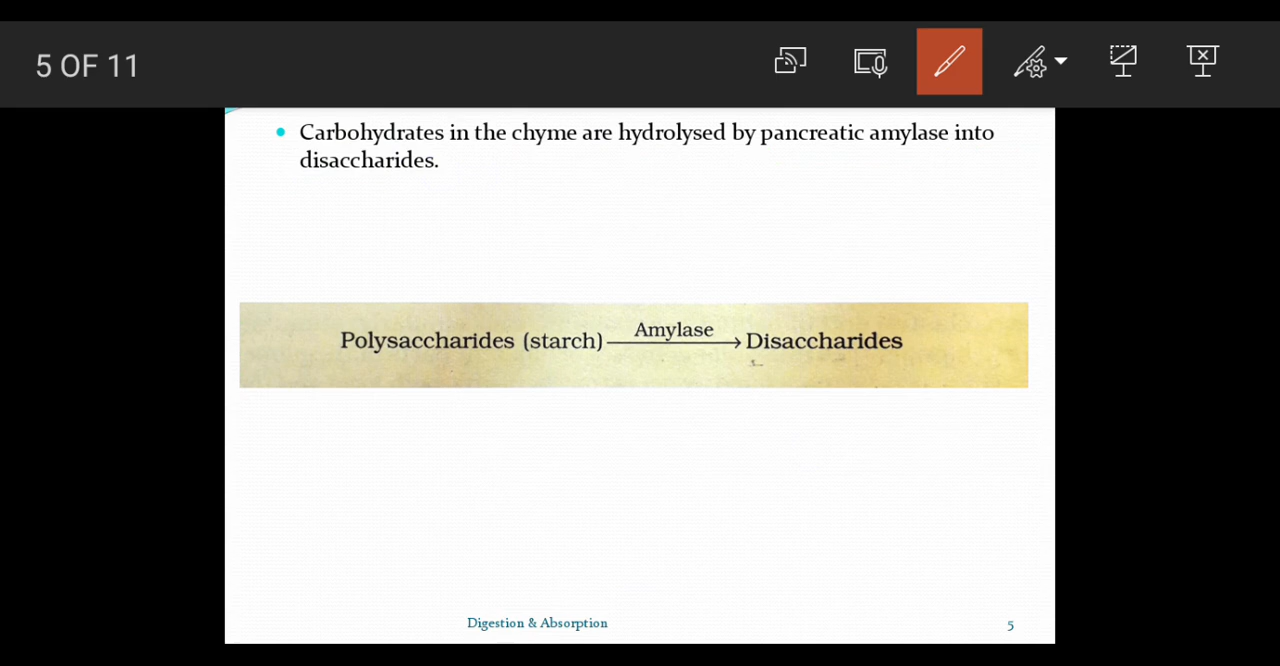 5 OF 11
Carbohydrates in the chyme are hydrolysed by pancreatic amylase into
disaccharides.
Amylase
Polysaccharides (starch) → Disaccharides
Digestion & Absorption
5